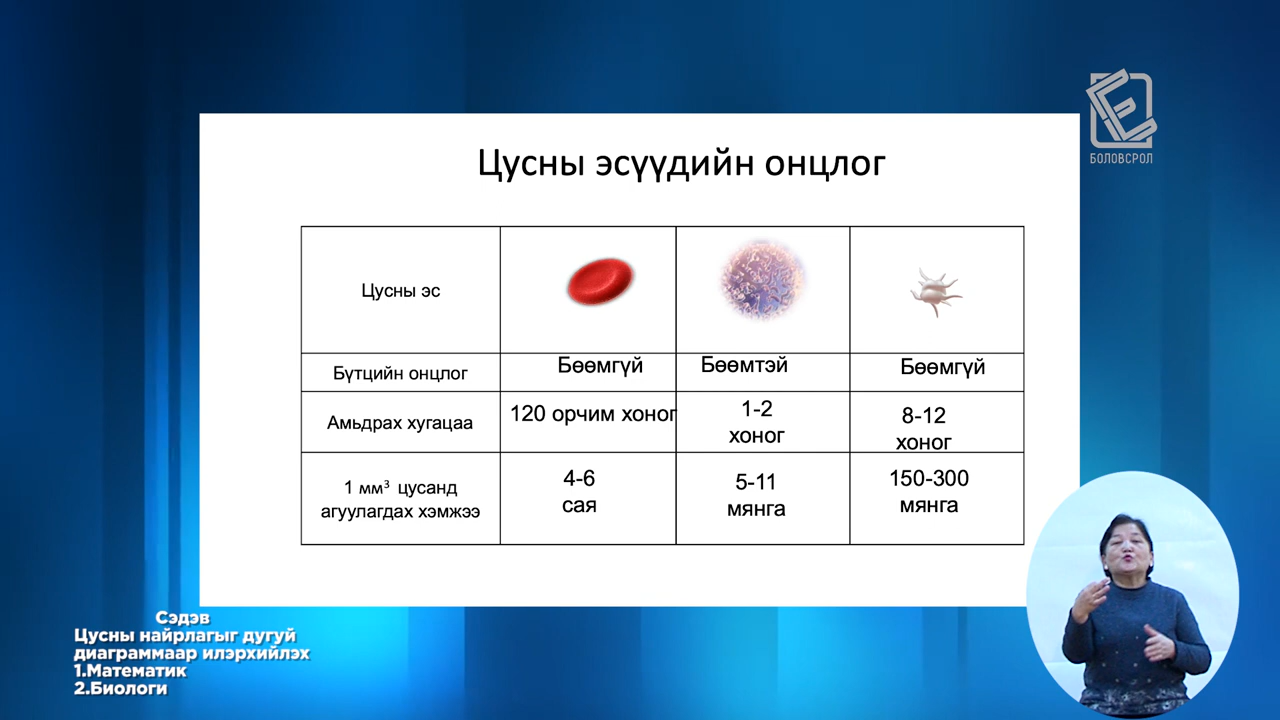 БОЛОВСРОЛ
Цусны эсүүдийн онцлог
Цусны эс
Бүтцийн онцлог
Бөөмгүй
Бөөмтэй
Бөөмгүй
Амьдрах хугацаа
120 орчим хоног
1-2
хоног
8-12
хоног
1 мм³ цусанд
агуулагдах хэмжээ
4-6
сая
5-11
мянга
150-300
мянга
Сэдэв
Цусны найрлагыг дугуй
диаграммаар илэрхийлэх
1.Математик
2.Биологи